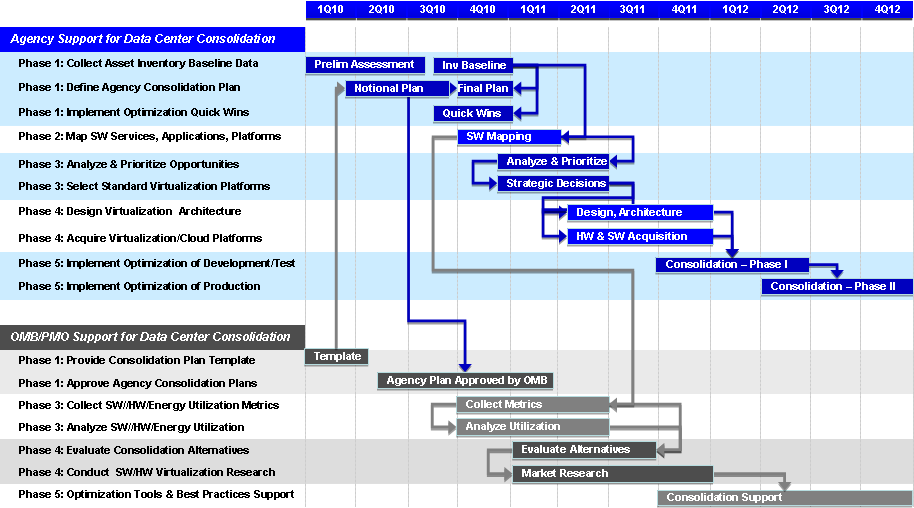 1Q10 2Q10 3Q10 4Q10 1Q11 2Q11 3Q11 4Q11 1Q12 2Q12 3Q12 4Q12
Agency Support for Data Center Consolidation
Phase 1: Collect Asset Inventory Baseline Data Prelim Assessment Inv Baseline
Phase 1: Define Agency Consolidation Plan Notional Plan Final Plan
Phase 1: Implement Optimization Quick Wins Quick Wins
Phase 2: Map SW Services, Applications, Platforms SW Mapping
Phase 3: Analyze & Prioritize Opportunities Analyze & Prioritize
Phase 3: Select Standard Virtualization Platforms Strategic Decisions
Phase 4: Design Virtualization Architecture Design, Architecture
Phase 4: Acquire Virtualization/Cloud Platforms HW & SW Acquisition
Phase 5: Implement Optimization of Development/Test Consolidation – Phase I
Phase 5: Implement Optimization of Production Consolidation – Phase II
OMB/PMO Support for Data Center Consolidation
Phase 1: Provide Consolidation Plan Template Template
Phase 1: Approve Agency Consolidation Plans Agency Plan Approved by OMB
Phase 3: Collect SW//HW/Energy Utilization Metrics Collect Metrics
Phase 3: Analyze SW//HW/Energy Utilization Analyze Utilization
Phase 4: Evaluate Consolidation Alternatives Evaluate Alternatives
Phase 4: Conduct SW/HW Virtualization Research Market Research
Phase 5: Optimization Tools & Best Practices Support Consolidation Support